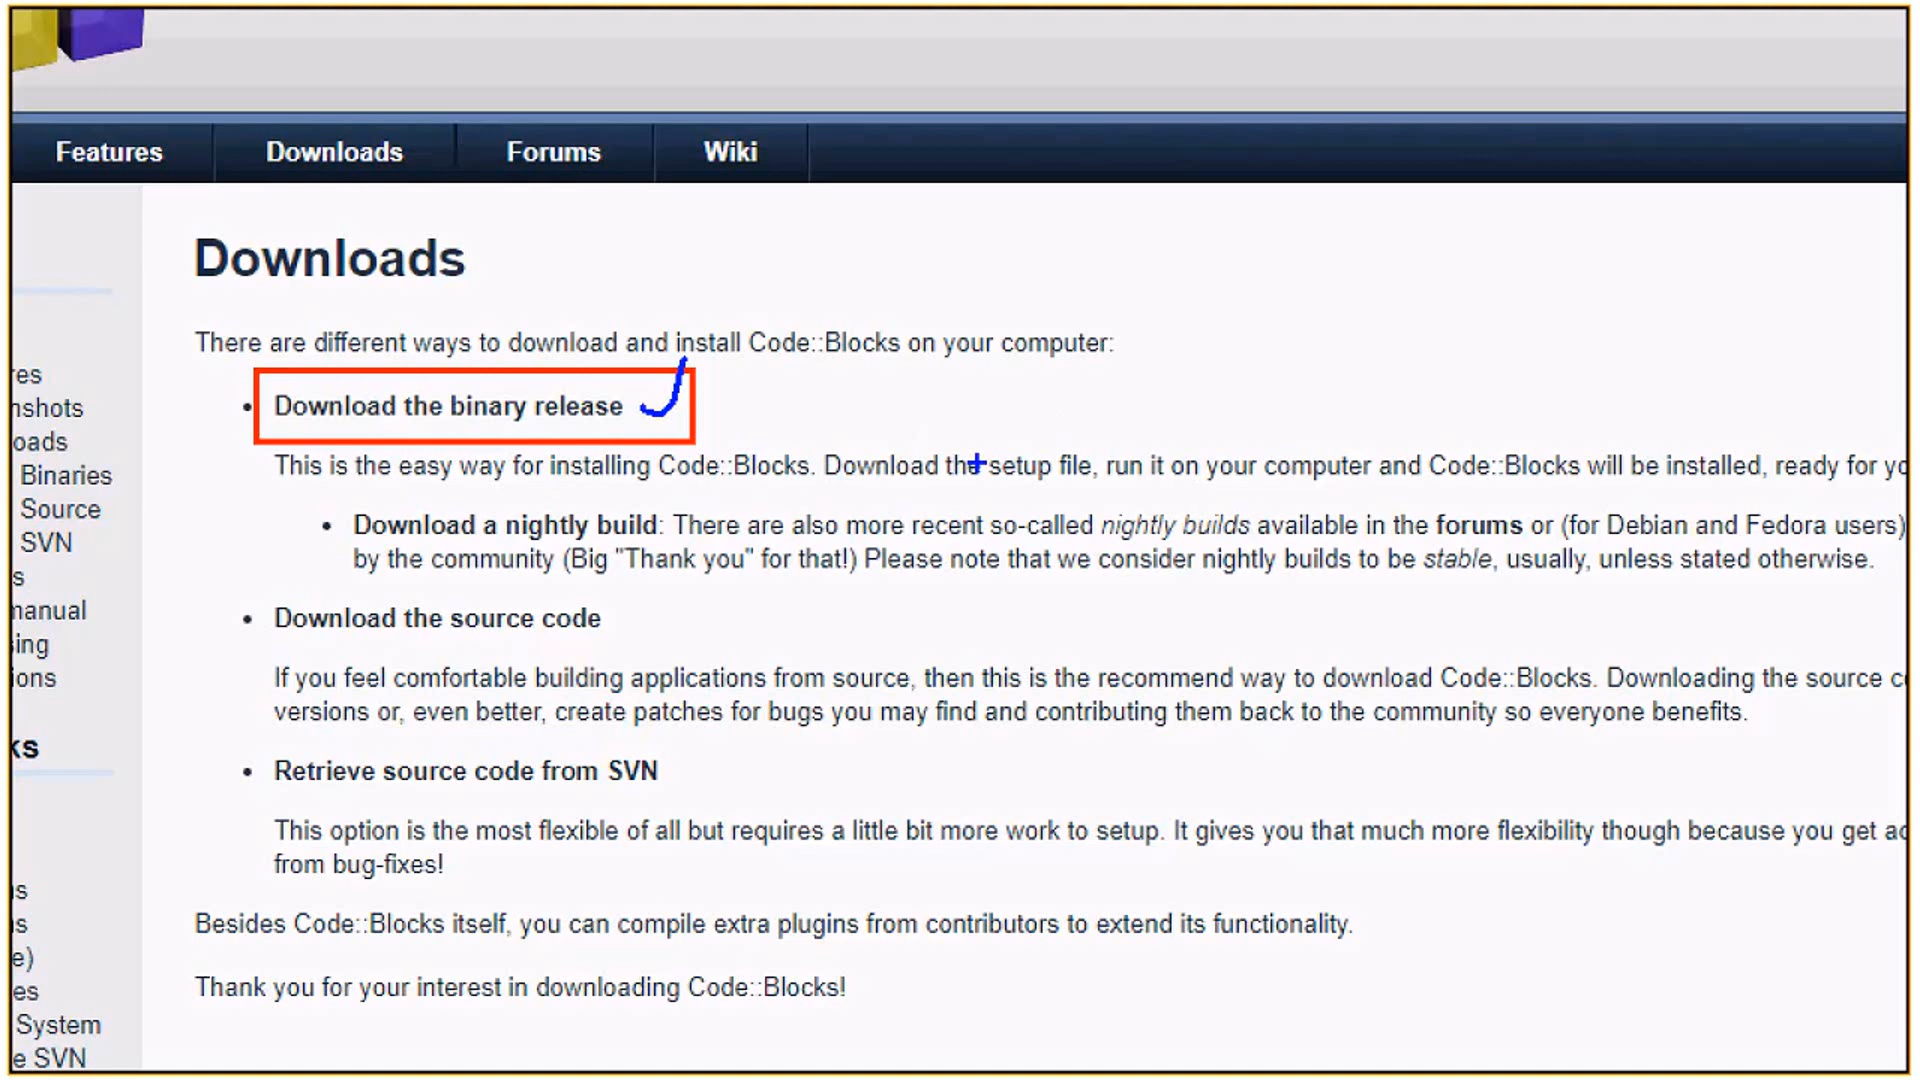 Features Downloads Forums Wiki
Downloads
There are different ways to download and install Code::Blocks on your computer:
Download the binary release
This is the easy way for installing Code::Blocks. Download the setup file, run it on your computer and Code::Blocks will be installed, ready for
Download a nightly build: There are also more recent so-called nightly builds available in the forums or (for Debian and Fedora users)
by the community (Big "Thank you" for that!) Please note that we consider nightly builds to be stable, usually, unless stated otherwise.
Download the source code
If you feel comfortable building applications from source, then this is the recommend way to download Code::Blocks. Downloading the source
versions or, even better, create patches for bugs you may find and contributing them back to the community so everyone benefits.
Retrieve source code from SVN
This option is the most flexible of all but requires a little bit more work to setup. It gives you that much more flexibility though because you get
from bug-fixes!
Besides Code::Blocks itself, you can compile extra plugins from contributors to extend its functionality.
Thank you for your interest in downloading Code::Blocks!
Binaries
Source
SVN
manual
System
SVN